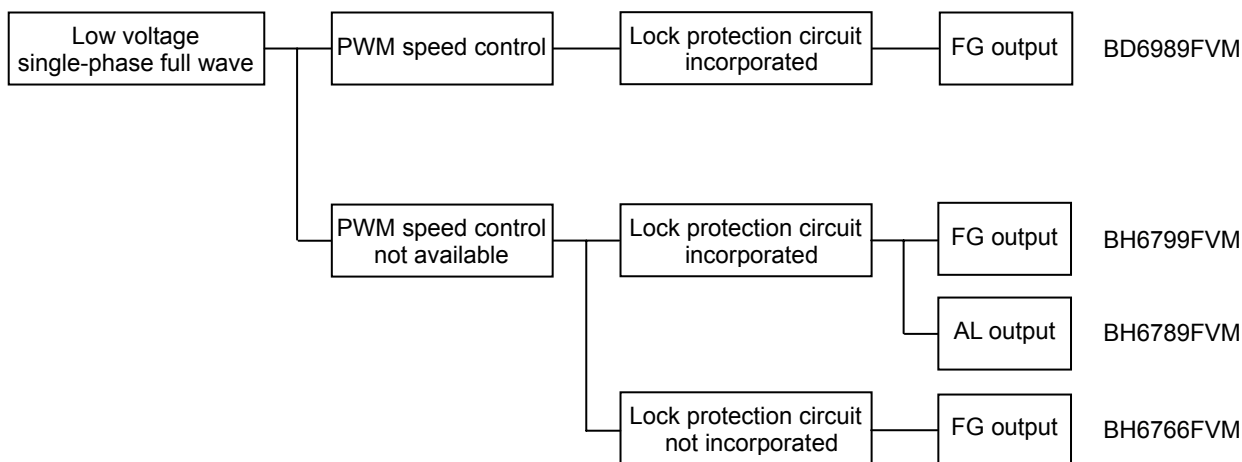 Low voltage
single-phase full wave
PWM speed control
Lock protection circuit
incorporated
FG output
BD6989FVM
PWM speed control
not available
Lock protection circuit
incorporated
FG output
BH6799FVM
AL output
BH6789FVM
Lock protection circuit
not incorporated
FG output
BH6766FVM